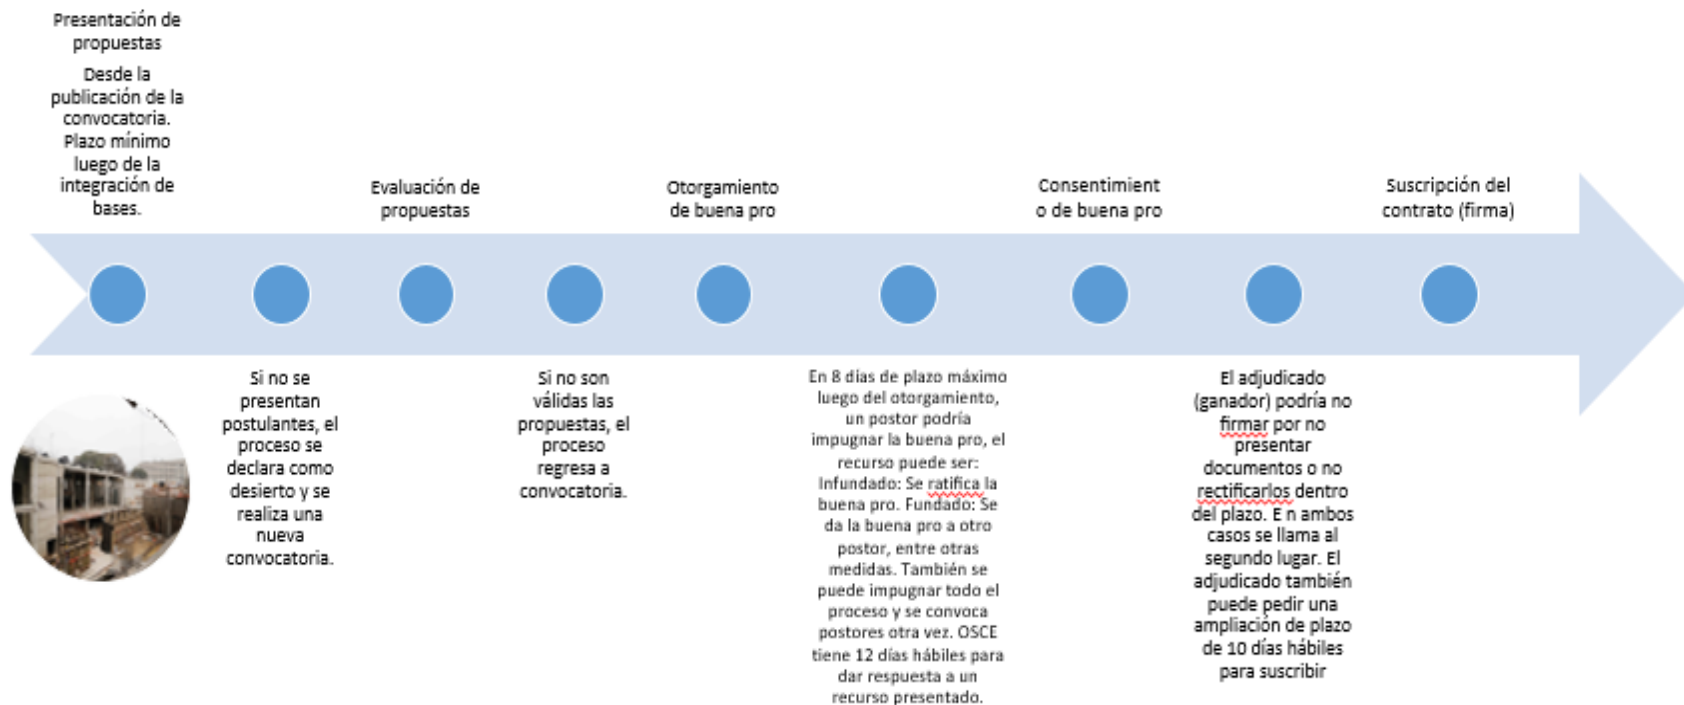 Presentación de
propuestas
Desde la
publicación de la
convocatoria.
Plazo mínimo
luego de la
integración de
bases.
Evaluación de
propuestas
Otorgamiento
de buena pro
Consentimient
o de buena pro
Suscripción del
contrato (firma)
Si no se
presentan
postulantes, el
proceso se
declara como
desierto y se
realiza una
nueva
convocatoria.
Si no son
válidas las
propuestas, el
proceso
regresa a
convocatoria.
En 8 días de plazo máximo
luego del otorgamiento,
un postor podría
impugnar la buena pro, el
recurso puede ser:
Infundado: Se ratifica la
buena pro. Fundado: Se
da la buena pro a otro
postor, entre otras
medidas. También se
puede impugnar todo el
proceso y se convoca
postores otra vez. OSCE
tiene 12 días hábiles para
dar respuesta a un
recurso presentado.
El adjudicado
(ganador) podría no
firmar por no
presentar
documentos o no
rectificarlos dentro
del plazo. E n ambos
casos se llama al
segundo lugar. El
adjudicado también
puede pedir una
ampliación de plazo
de 10 días hábiles
para suscribir